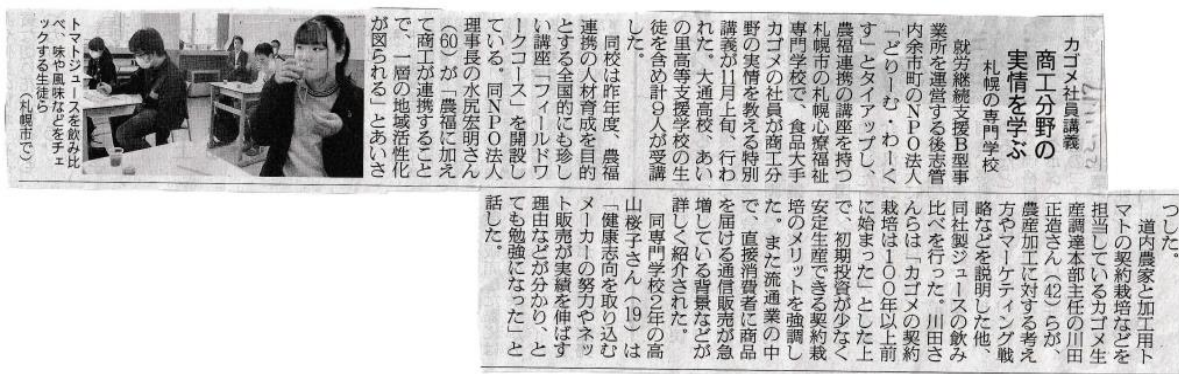 カゴメ社員講義
商工分野の
実情を学ぶ
札幌の専門学校
22.11.17
就労継続支援B型事
業所を運営する後志管
内余市町のNPO法人
「どりーむ・わーく
す」とタイアップし、
農福連携の講座を持つ
札幌市の札幌心療福祉
専門学校で、食品大手
カゴメの社員が商工分
野の実情を教える特別
講義が11月上旬、行わ
れた。大通高校、あい
の里高等支援学校の生
徒を含め計9人が受講
した。
同校は昨年度、農福
連携の人材育成を目的
とする全国的にも珍し
い講座「フィールドワ
ークコース」を開設し
ている。同NPO法人
理事長の水尻宏明さん
(60)が「農福に加え
て商工が連携すること
で、一層の地域活性化
が図られる」とあいさ
トマトジュースを飲み比
べ、味や風味などをチェ
ックする生徒ら
(札幌市で)
つした。
道内農家と加工用ト
マトの契約栽培などを
担当しているカゴメ生
産調達本部主任の川田
正造さん(42)らが、
農産加工に対する考え
方やマーケティング戦
略などを説明した他、
同社製ジュースの飲み
比べを行った。川田さ
んらは「カゴメの契約
栽培は100年以上前
に始まった」とした上
で、初期投資が少なく
安定生産できる契約栽
培のメリットを強調し
た。また流通業の中
で、直接消費者に商品
を届ける通信販売が急
増している背景などが
詳しく紹介された。
同専門学校2年の高
山桜子さん(19)は
「健康志向を取り込む
メーカーの努力やネッ
ト販売が実績を伸ばす
理由などが分かり、と
ても勉強になった」と
話した。